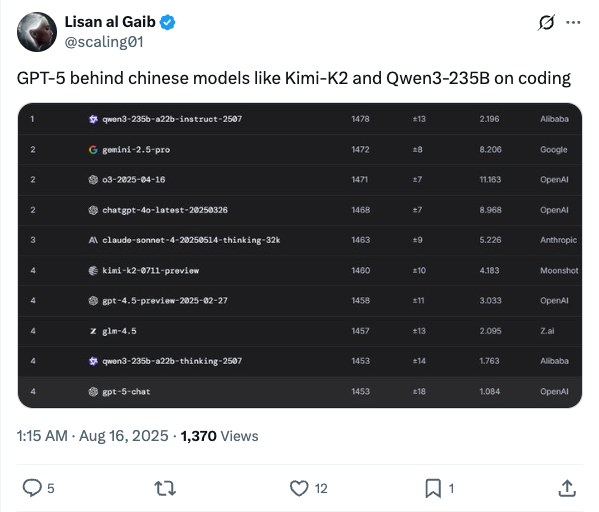 Lisan al Gaib
@scaling01
GPT-5 behind chinese models like Kimi-K2 and Qwen3-235B on coding
1 qwen3-235b-a22b-instruct-2507 1478 ±13 2.196 Alibaba
2 gemini-2.5-pro 1472 ±8 8.206 Google
2 o3-2025-04-16 1471 ±7 11.163 OpenAI
2 chatgpt-4o-latest-20250326 1468 ±7 8.968 OpenAI
3 claude-sonnet-4-20250514-thinking-32k 1463 ±9 5.226 Anthropic
4 kimi-k2-0711-preview 1460 ±10 4.183 Moonshot
4 gpt-4.5-preview-2025-02-27 1458 ±11 3.033 OpenAI
4 glm-4.5 1457 ±13 2.095 Z.ai
4 qwen3-235b-a22b-thinking-2507 1453 ±14 1.763 Alibaba
4 gpt-5-chat 1453 ±18 1.084 OpenAI
1:15 AM · Aug 16, 2025 · 1,370 Views
5 12 1